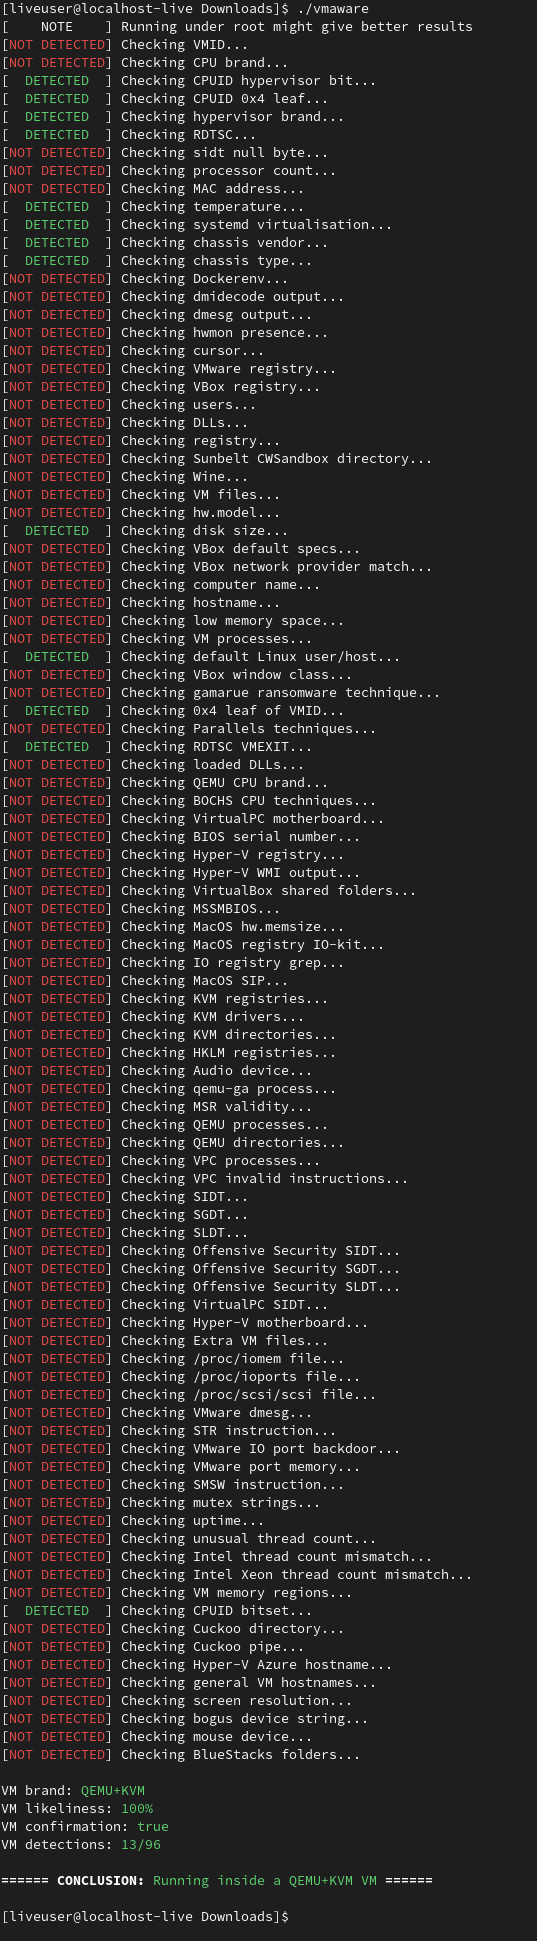 [liveuser@localhost-live Downloads]$ ./vmaware
[    NOTE    ] Running under root might give better results
[NOT DETECTED] Checking VMID...
[NOT DETECTED] Checking CPU brand...
[  DETECTED  ] Checking CPUID hypervisor bit...
[  DETECTED  ] Checking CPUID 0x4 leaf...
[  DETECTED  ] Checking hypervisor brand...
[  DETECTED  ] Checking RDTSC...
[NOT DETECTED] Checking sidt null byte...
[NOT DETECTED] Checking processor count...
[NOT DETECTED] Checking MAC address...
[  DETECTED  ] Checking temperature...
[  DETECTED  ] Checking systemd virtualisation...
[  DETECTED  ] Checking chassis vendor...
[  DETECTED  ] Checking chassis type...
[NOT DETECTED] Checking Dockerenv...
[NOT DETECTED] Checking dmidecode output...
[NOT DETECTED] Checking dmesg output...
[NOT DETECTED] Checking hwmon presence...
[NOT DETECTED] Checking cursor...
[NOT DETECTED] Checking VMware registry...
[NOT DETECTED] Checking VBox registry...
[NOT DETECTED] Checking users...
[NOT DETECTED] Checking DLLs...
[NOT DETECTED] Checking registry...
[NOT DETECTED] Checking Sunbelt CWSandbox directory...
[NOT DETECTED] Checking Wine...
[NOT DETECTED] Checking VM files...
[NOT DETECTED] Checking hw.model...
[  DETECTED  ] Checking disk size...
[NOT DETECTED] Checking VBox default specs...
[NOT DETECTED] Checking VBox network provider match...
[NOT DETECTED] Checking computer name...
[NOT DETECTED] Checking hostname...
[NOT DETECTED] Checking low memory space...
[NOT DETECTED] Checking VM processes...
[  DETECTED  ] Checking default Linux user/host...
[NOT DETECTED] Checking VBox window class...
[NOT DETECTED] Checking gamarue ransomware technique...
[  DETECTED  ] Checking 0x4 leaf of VMID...
[NOT DETECTED] Checking Parallels techniques...
[  DETECTED  ] Checking RDTSC VMEXIT...
[NOT DETECTED] Checking loaded DLLs...
[NOT DETECTED] Checking QEMU CPU brand...
[NOT DETECTED] Checking BOCHS CPU techniques...
[NOT DETECTED] Checking VirtualPC motherboard...
[NOT DETECTED] Checking BIOS serial number...
[NOT DETECTED] Checking Hyper-V registry...
[NOT DETECTED] Checking Hyper-V WMI output...
[NOT DETECTED] Checking VirtualBox shared folders...
[NOT DETECTED] Checking MSSMBIOS...
[NOT DETECTED] Checking MacOS hw.memsize...
[NOT DETECTED] Checking MacOS registry IO-kit...
[NOT DETECTED] Checking IO registry grep...
[NOT DETECTED] Checking MacOS SIP...
[NOT DETECTED] Checking KVM registries...
[NOT DETECTED] Checking KVM drivers...
[NOT DETECTED] Checking KVM directories...
[NOT DETECTED] Checking HKLM registries...
[NOT DETECTED] Checking Audio device...
[NOT DETECTED] Checking qemu-ga process...
[NOT DETECTED] Checking MSR validity...
[NOT DETECTED] Checking QEMU processes...
[NOT DETECTED] Checking QEMU directories...
[NOT DETECTED] Checking VPC processes...
[NOT DETECTED] Checking VPC invalid instructions...
[NOT DETECTED] Checking SIDT...
[NOT DETECTED] Checking SGDT...
[NOT DETECTED] Checking SLDT...
[NOT DETECTED] Checking Offensive Security SIDT...
[NOT DETECTED] Checking Offensive Security SGDT...
[NOT DETECTED] Checking Offensive Security SLDT...
[NOT DETECTED] Checking VirtualPC SIDT...
[NOT DETECTED] Checking Hyper-V motherboard...
[NOT DETECTED] Checking Extra VM files...
[NOT DETECTED] Checking /proc/iomem file...
[NOT DETECTED] Checking /proc/ioports file...
[NOT DETECTED] Checking /proc/scsi/scsi file...
[NOT DETECTED] Checking VMware dmesg...
[NOT DETECTED] Checking STR instruction...
[NOT DETECTED] Checking VMware IO port backdoor...
[NOT DETECTED] Checking VMware port memory...
[NOT DETECTED] Checking SMSW instruction...
[NOT DETECTED] Checking mutex strings...
[NOT DETECTED] Checking uptime...
[NOT DETECTED] Checking unusual thread count...
[NOT DETECTED] Checking Intel thread count mismatch...
[NOT DETECTED] Checking Intel Xeon thread count mismatch...
[NOT DETECTED] Checking VM memory regions...
[  DETECTED  ] Checking CPUID bitset...
[NOT DETECTED] Checking Cuckoo directory...
[NOT DETECTED] Checking Cuckoo pipe...
[NOT DETECTED] Checking Hyper-V Azure hostname...
[NOT DETECTED] Checking general VM hostnames...
[NOT DETECTED] Checking screen resolution...
[NOT DETECTED] Checking bogus device string...
[NOT DETECTED] Checking mouse device...
[NOT DETECTED] Checking BlueStacks folders...
VM brand: QEMU+KVM
VM likeliness: 100%
VM confirmation: true
VM detections: 13/96
====== CONCLUSION: Running inside a QEMU+KVM VM ======
[liveuser@localhost-live Downloads]$